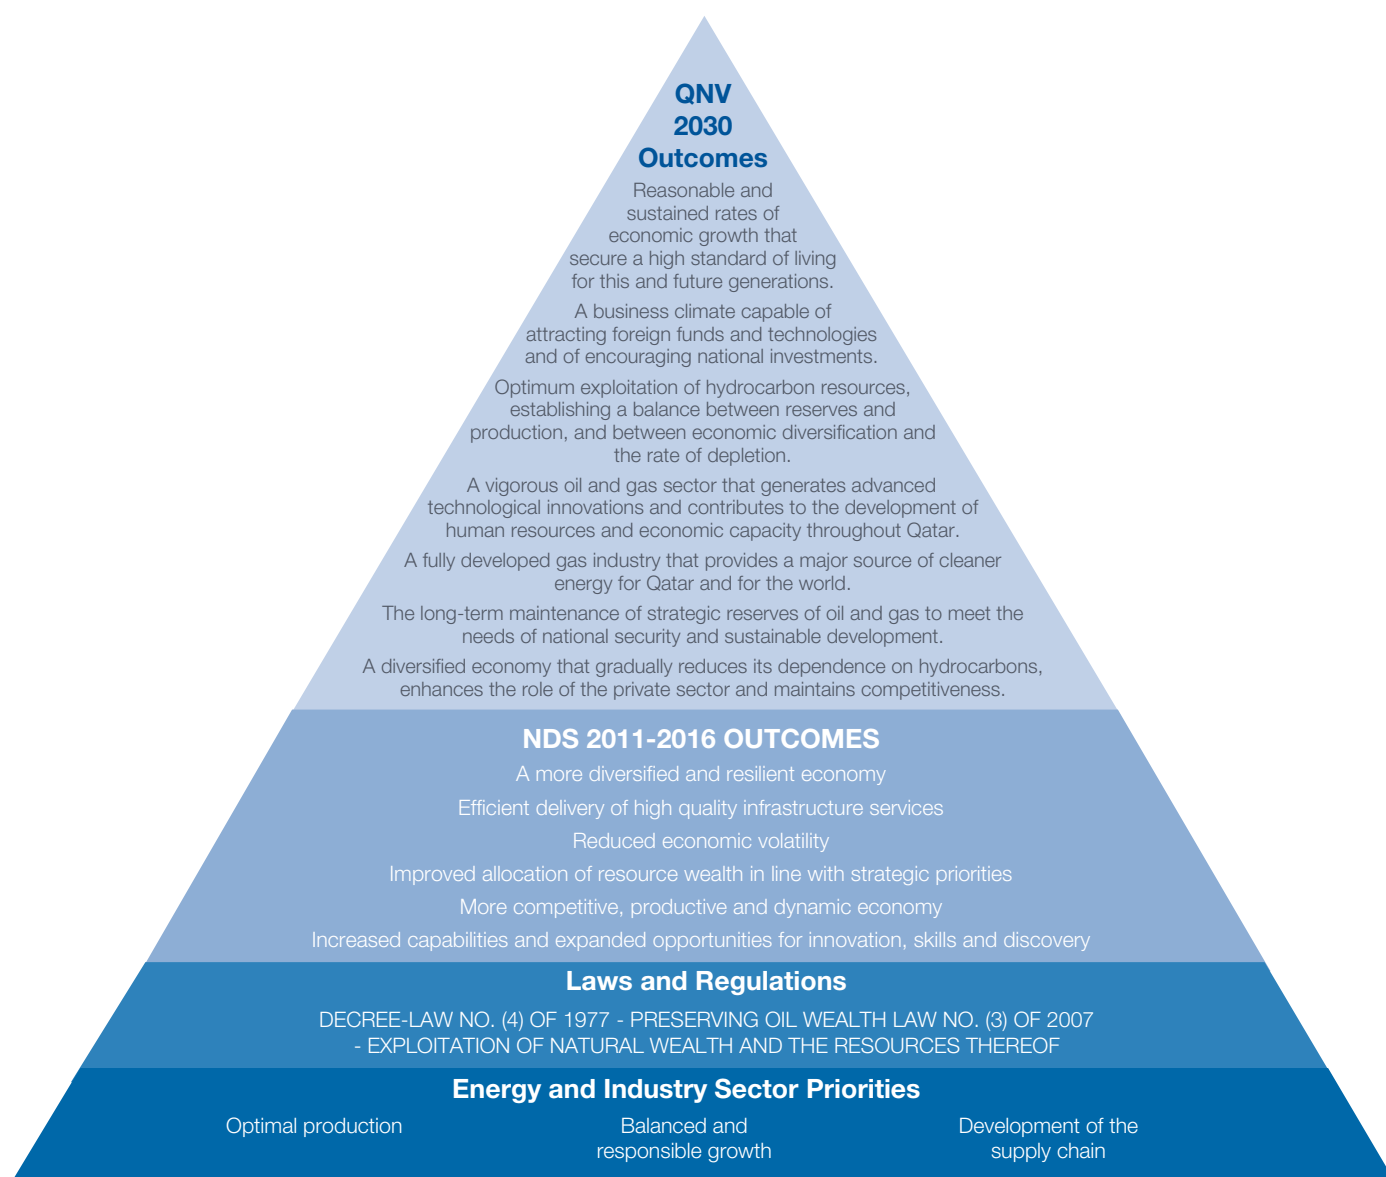 QNV
2030
Outcomes
Reasonable and
sustained rates of
economic growth that
secure a high standard of living
for this and future generations.
A business climate capable of
attracting foreign funds and technologies
and of encouraging national investments.
Optimum exploitation of hydrocarbon resources,
establishing a balance between reserves and
production, and between economic diversification and
the rate of depletion.
A vigorous oil and gas sector that generates advanced
technological innovations and contributes to the development of
human resources and economic capacity throughout Qatar.
A fully developed gas industry that provides a major source of cleaner
energy for Qatar and for the world.
The long-term maintenance of strategic reserves of oil and gas to meet the
needs of national security and sustainable development.
A diversified economy that gradually reduces its dependence on hydrocarbons,
enhances the role of the private sector and maintains competitiveness.
NDS 2011-2016 OUTCOMES
A more diversified and resilient economy
Efficient delivery of high quality infrastructure services
Reduced economic volatility
Improved allocation of resource wealth in line with strategic priorities
More competitive, productive and dynamic economy
Increased capabilities and expanded opportunities for innovation, skills and discovery
Laws and Regulations
DECREE-LAW NO. (4) OF 1977 - PRESERVING OIL WEALTH LAW NO. (3) OF 2007
- EXPLOITATION OF NATURAL WEALTH AND THE RESOURCES THEREOF
Energy and Industry Sector Priorities
Optimal production
Balanced and
responsible growth
Development of the
supply chain